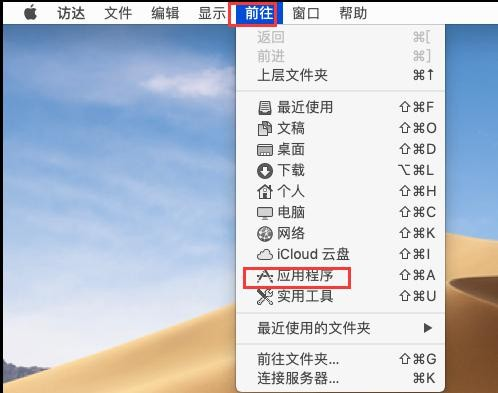 访达 文件 编辑 显示 前往 窗口 帮助
返回 ⌘[
前进 ⌘]
上层文件夹 ⌘↑
最近使用 ⇧⌘F
文稿 ⇧⌘O
桌面 ⇧⌘D
下载 ⌥⌘L
个人 ⇧⌘H
电脑 ⇧⌘C
网络 ⇧⌘K
iCloud 云盘 ⇧⌘I
应用程序 ⇧⌘A
实用工具 ⇧⌘U
最近使用的文件夹
前往文件夹... ⇧⌘G
连接服务器... ⌘K